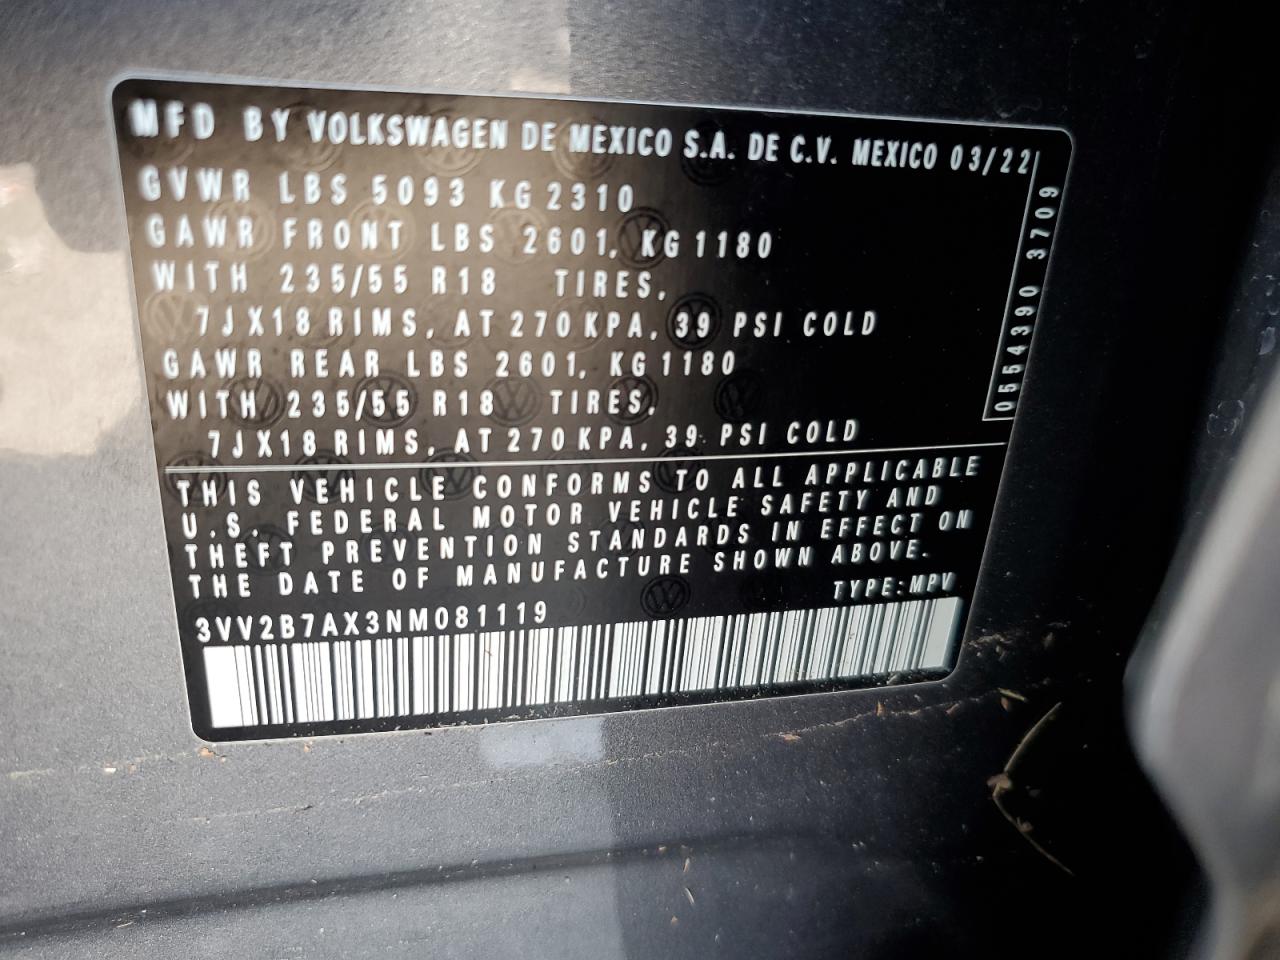 MFD BY VOLKSWAGEN DE MEXICO S.A. DE C.V. MEXICO 03/22
GVWR LBS 5093 KG 2310
GAWR FRONT LBS 2601, KG 1180
WITH 235/55 R18 TIRES,
7JX18 RIMS, AT 270 KPA, 39 PSI COLD
GAWR REAR LBS 2601, KG 1180
WITH 235/55 R18 TIRES,
7JX18 RIMS, AT 270 KPA, 39 PSI COLD
0554390 3709
THIS VEHICLE CONFORMS TO ALL APPLICABLE
U.S. FEDERAL MOTOR VEHICLE SAFETY AND
THEFT PREVENTION STANDARDS IN EFFECT ON
THE DATE OF MANUFACTURE SHOWN ABOVE.
TYPE:MPV
3VV2B7AX3NM081119